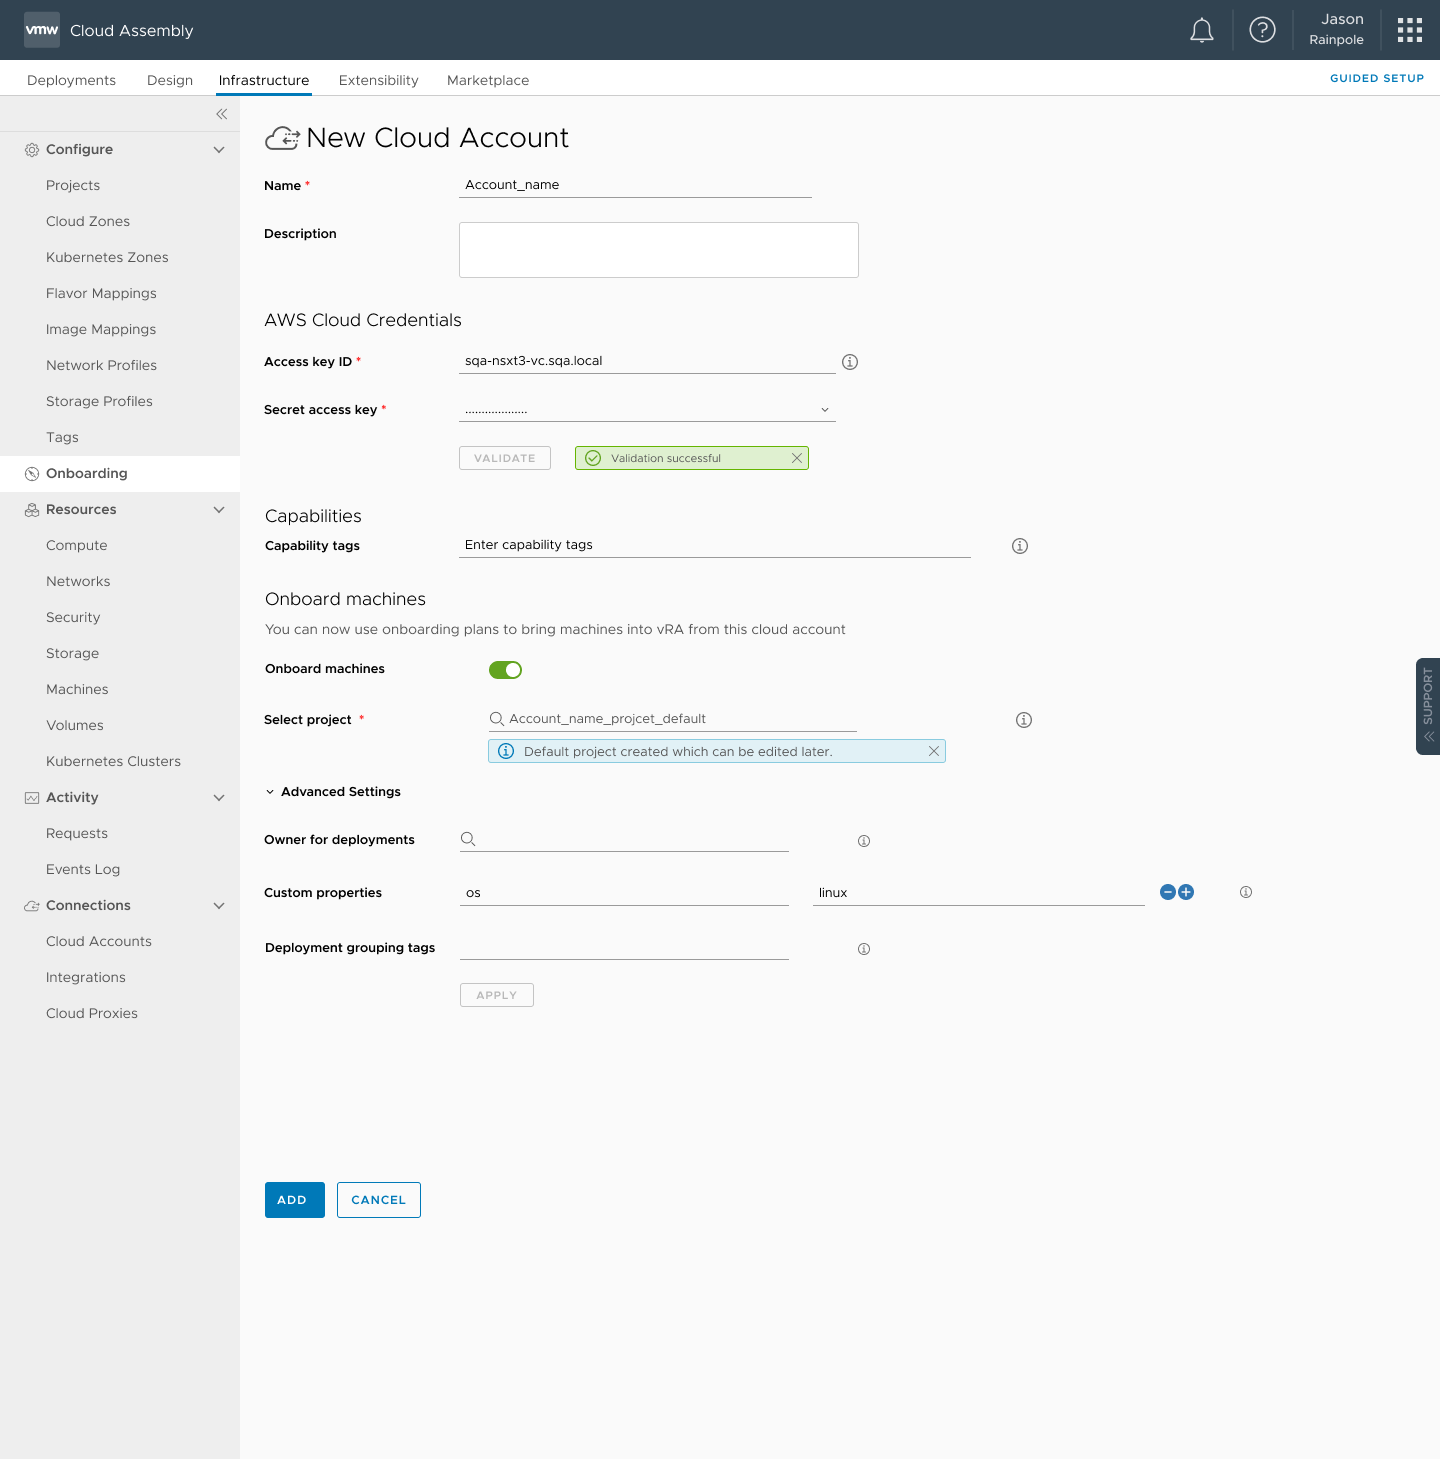 vmw Cloud Assembly
Jason
Rainpole
Deployments Design Infrastructure Extensibility Marketplace
GUIDED SETUP
Configure
Projects
Cloud Zones
Kubernetes Zones
Flavor Mappings
Image Mappings
Network Profiles
Storage Profiles
Tags
Onboarding
Resources
Compute
Networks
Security
Storage
Machines
Volumes
Kubernetes Clusters
Activity
Requests
Events Log
Connections
Cloud Accounts
Integrations
Cloud Proxies
New Cloud Account
Name * Account_name
Description
AWS Cloud Credentials
Access key ID * sqa-nsxt3-vc.sqa.local
Secret access key * ...................
VALIDATE Validation successful
Capabilities
Capability tags Enter capability tags
Onboard machines
You can now use onboarding plans to bring machines into vRA from this cloud account
Onboard machines
Select project * Account_name_projcet_default
Default project created which can be edited later.
Advanced Settings
Owner for deployments
Custom properties os linux
Deployment grouping tags
APPLY
ADD CANCEL
SUPPORT